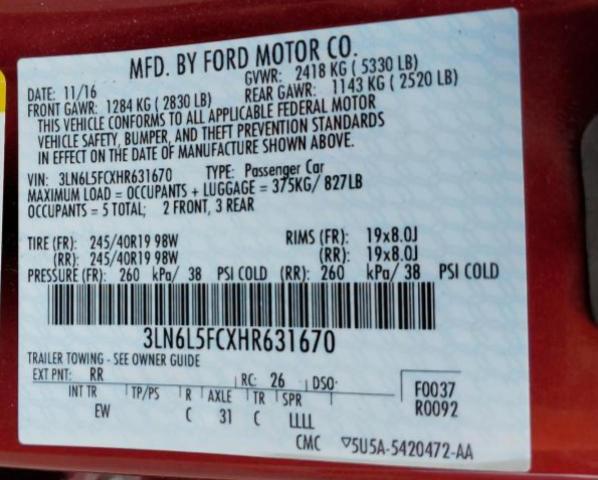 MFD. BY FORD MOTOR CO.
DATE: 11/16 GVWR: 2418 KG ( 5330 LB)
FRONT GAWR: 1284 KG ( 2830 LB) REAR GAWR: 1143 KG ( 2520 LB)
THIS VEHICLE CONFORMS TO ALL APPLICABLE FEDERAL MOTOR
VEHICLE SAFETY, BUMPER, AND THEFT PREVENTION STANDARDS
IN EFFECT ON THE DATE OF MANUFACTURE SHOWN ABOVE.
VIN: 3LN6L5FCXHR631670 TYPE: Passenger Car
MAXIMUM LOAD = OCCUPANTS + LUGGAGE = 375KG/ 827LB
OCCUPANTS = 5 TOTAL; 2 FRONT, 3 REAR
TIRE (FR): 245/40R19 98W RIMS (FR): 19x8.0J
(RR): 245/40R19 98W (RR): 19x8.0J
PRESSURE (FR): 260 kPa/ 38 PSI COLD (RR): 260 kPa/ 38 PSI COLD
3LN6L5FCXHR631670
TRAILER TOWING - SEE OWNER GUIDE
EXT PNT: RR RC: 26 DSO: F0037
INT TR TP/PS R AXLE TR SPR R0092
EW C 31 C LLLL
CMC ▽5U5A-5420472-AA